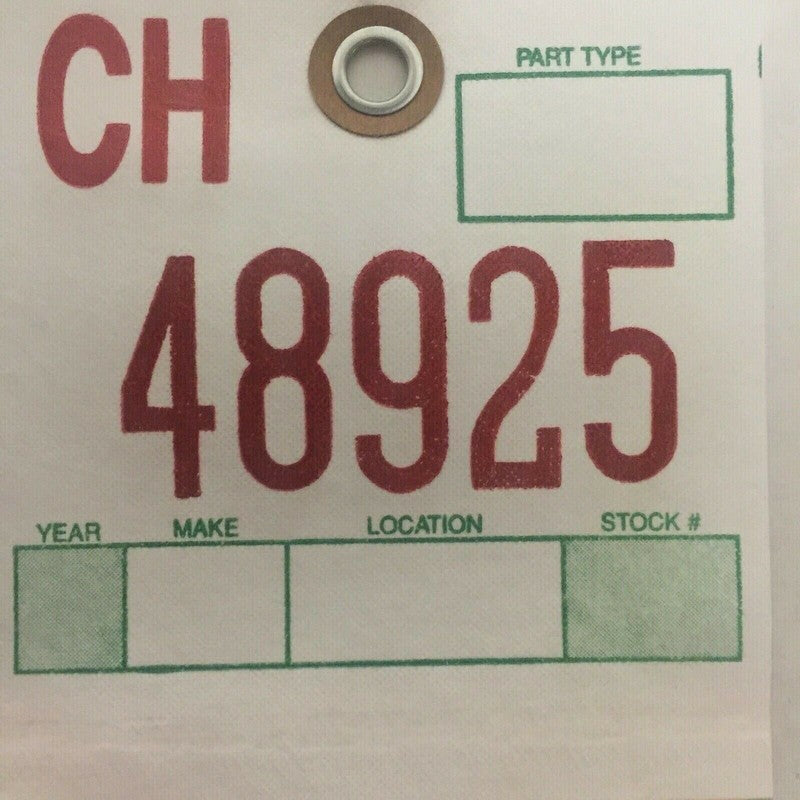 CH
PART TYPE
48925
YEAR MAKE LOCATION STOCK #